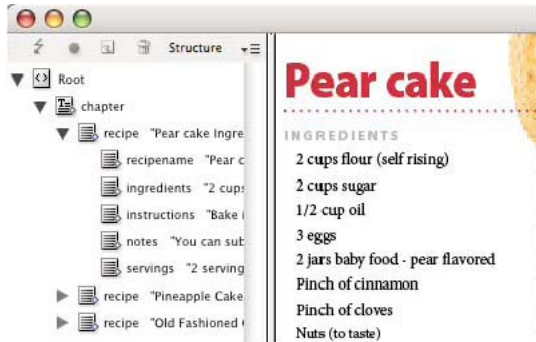 Structure
Root
chapter
recipe "Pear cake Ingre
recipename "Pear c
ingredients "2 cups
instructions "Bake i
notes "You can sub
servings "2 serving
recipe "Pineapple Cake
recipe "Old Fashioned
Pear cake
INGREDIENTS
2 cups flour (self rising)
2 cups sugar
1/2 cup oil
3 eggs
2 jars baby food - pear flavored
Pinch of cinnamon
Pinch of cloves
Nuts (to taste)